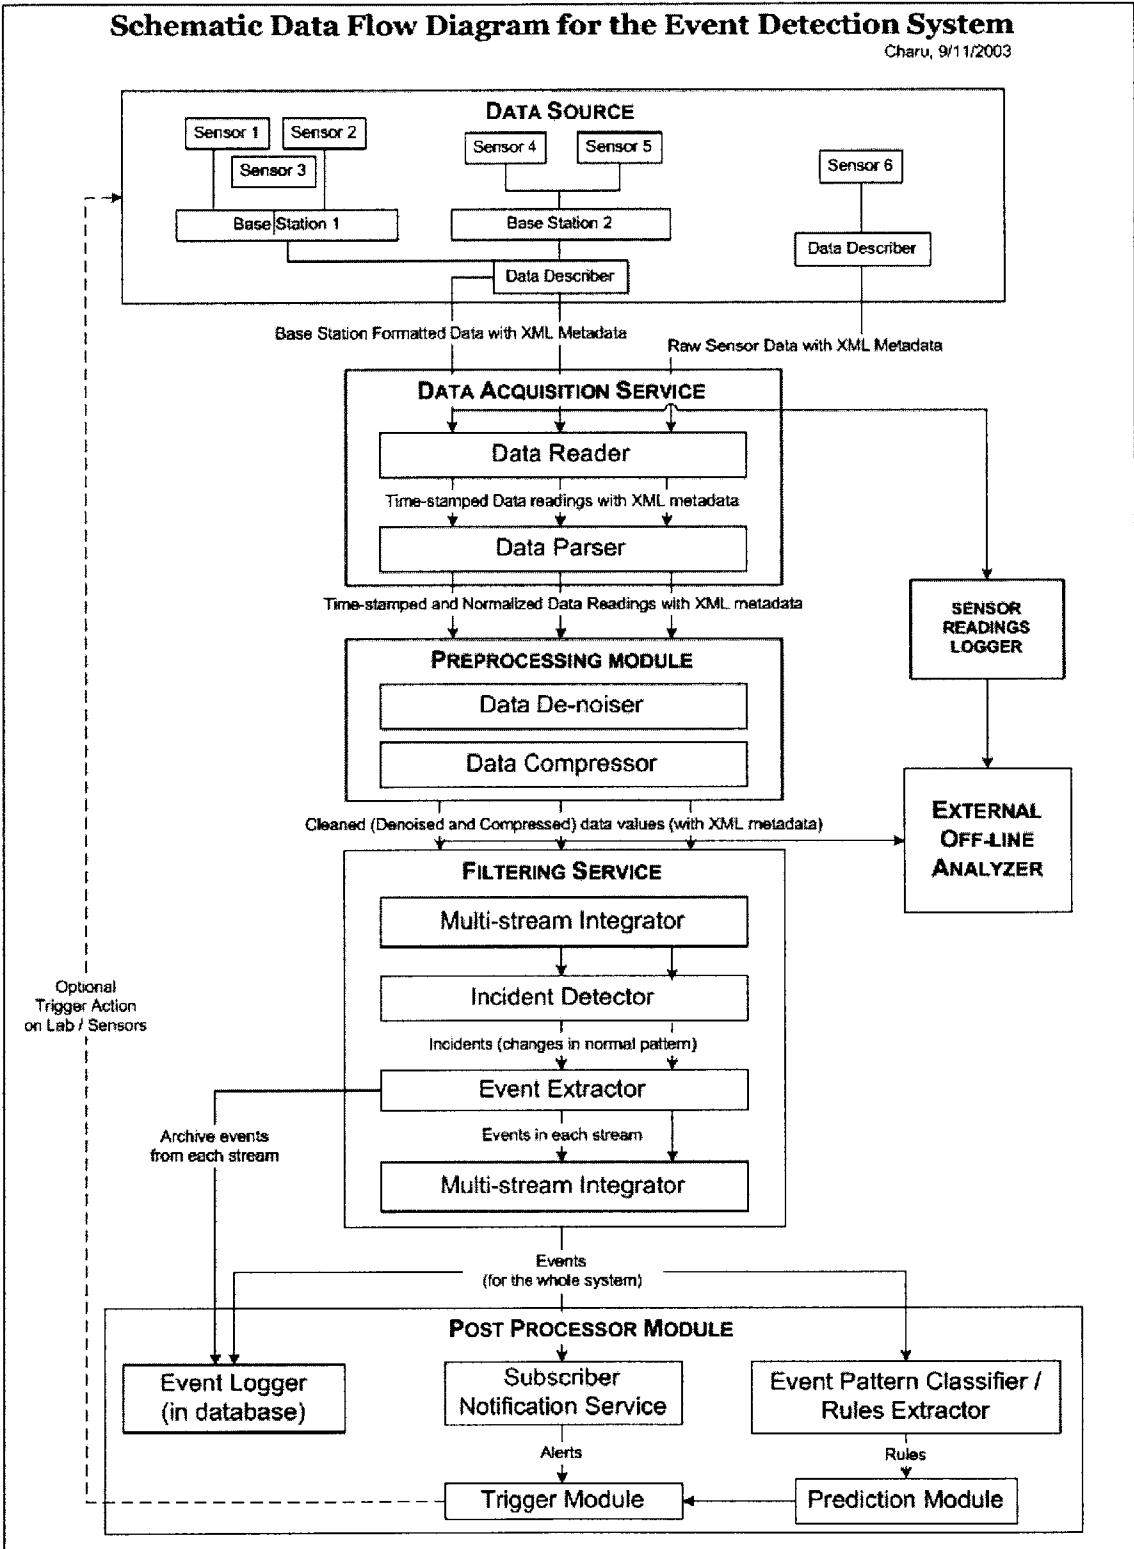 Schematic Data Flow Diagram for the Event Detection System
Charu, 9/11/2003
DATA SOURCE
Sensor 1
Sensor 2
Sensor 3
Sensor 4
Sensor 5
Sensor 6
Base Station 1
Base Station 2
Data Describer
Data Describer
Base Station Formatted Data with XML Metadata
Raw Sensor Data with XML Metadata
DATA ACQUISITION SERVICE
Data Reader
Time-stamped Data readings with XML metadata
Data Parser
Time-stamped and Normalized Data Readings with XML metadata
SENSOR
READINGS
LOGGER
PREPROCESSING MODULE
Data De-noiser
Data Compressor
Cleaned (Denoised and Compressed) data values (with XML metadata)
EXTERNAL
OFF-LINE
ANALYZER
FILTERING SERVICE
Multi-stream Integrator
Incident Detector
Incidents (changes in normal pattern)
Event Extractor
Events in each stream
Multi-stream Integrator
Optional
Trigger Action
on Lab / Sensors
Archive events
from each stream
Events
(for the whole system)
POST PROCESSOR MODULE
Event Logger
(in database)
Subscriber
Notification Service
Event Pattern Classifier /
Rules Extractor
Alerts
Rules
Trigger Module
Prediction Module